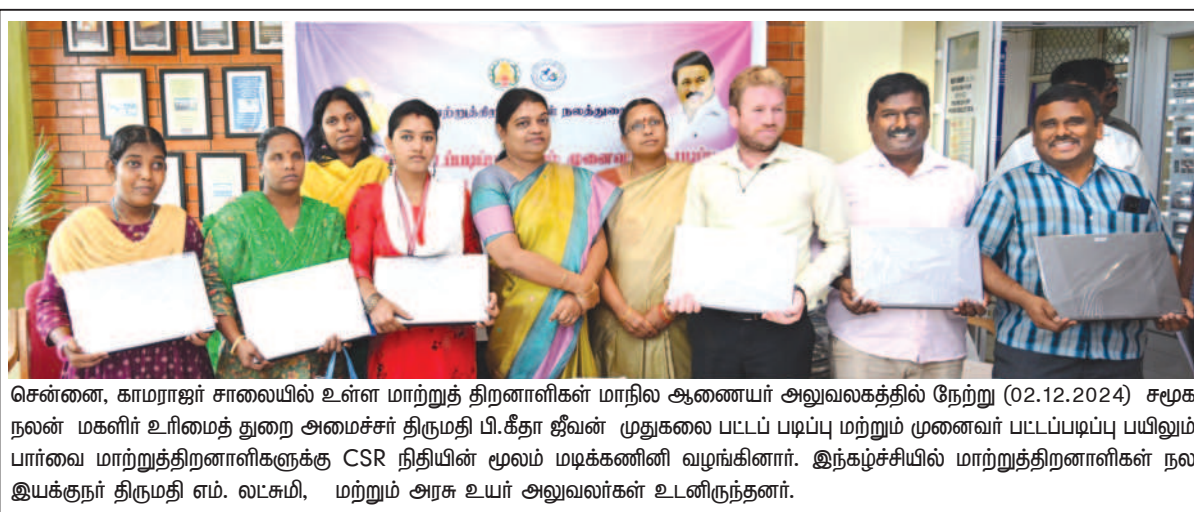 நலத்துறை
சென்னை, காமராஜர் சாலையில் உள்ள மாற்றுத் திறனாளிகள் மாநில ஆணையர் அலுவலகத்தில் நேற்று (02.12.2024) சமூக
நலன் மகளிர் உரிமைத் துறை அமைச்சர் திருமதி பி.கீதா ஜீவன் முதுகலை பட்டப் படிப்பு மற்றும் முனைவர் பட்டப்படிப்பு பயிலும்
பார்வை மாற்றுத்திறனாளிகளுக்கு CSR நிதியின் மூலம் மடிக்கணினி வழங்கினார். இந்கழ்ச்சியில் மாற்றுத்திறனாளிகள் நல
இயக்குநர் திருமதி எம். லட்சுமி, மற்றும் அரசு உயர் அலுவலர்கள் உடனிருந்தனர்.